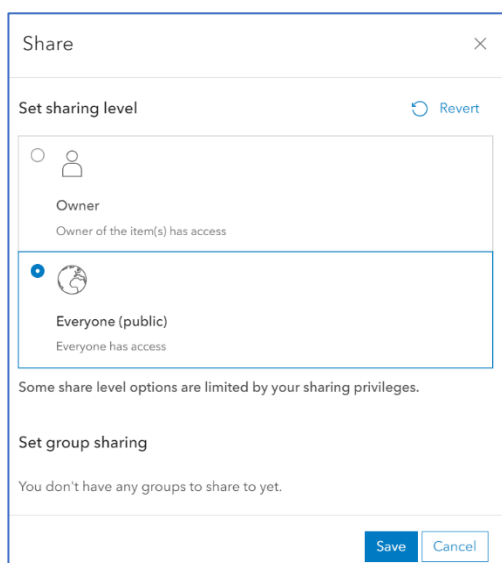 Share
Set sharing level
Revert
Owner
Owner of the item(s) has access
Everyone (public)
Everyone has access
Some share level options are limited by your sharing privileges.
Set group sharing
You don't have any groups to share to yet.
Save
Cancel